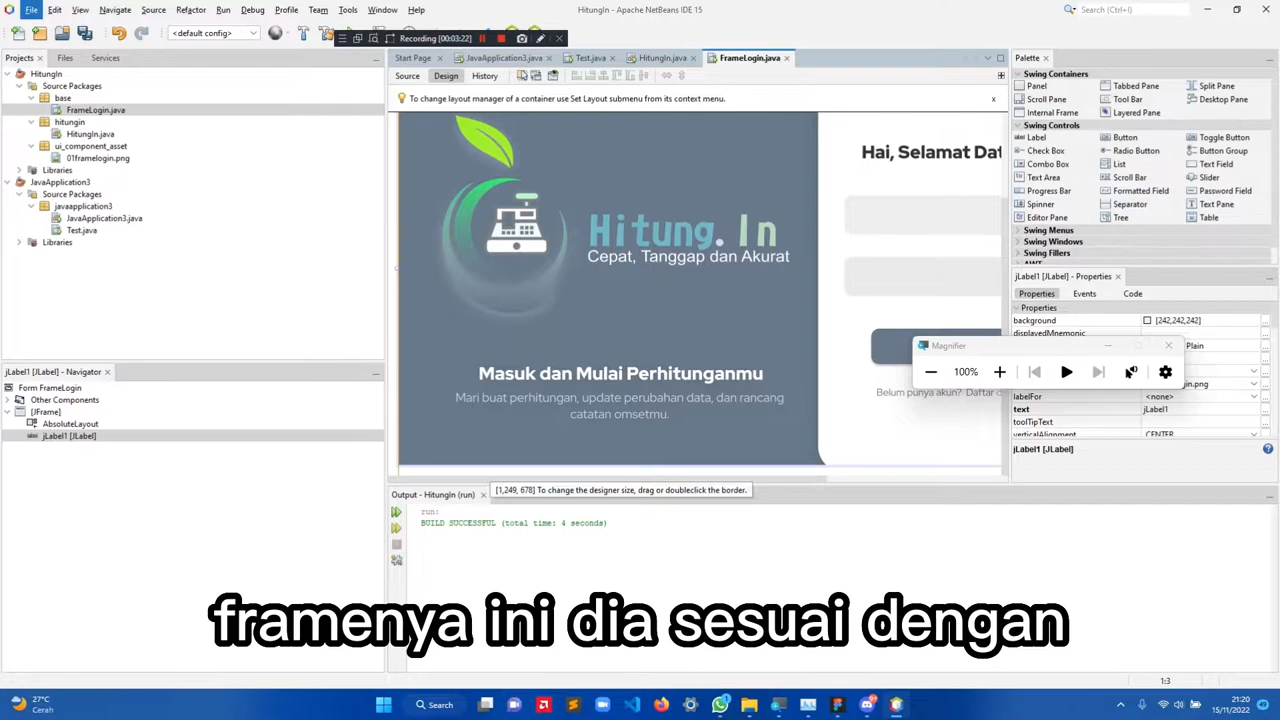 File Edit View Navigate Source Refactor Run Debug Profile Team Tools Window Help
HitungIn - Apache NetBeans IDE 15
Search (Ctrl+I)
<default config>
Recording [00:03:22]
Projects Files Services
HitungIn
Source Packages
base
FrameLogin.java
hitungin
HitungIn.java
ui_component_asset
01framelogin.png
Libraries
JavaApplication3
Source Packages
javaapplication3
JavaApplication3.java
Test.java
Libraries
Start Page JavaApplication3.java Test.java HitungIn.java FrameLogin.java
Source Design History
To change layout manager of a container use Set Layout submenu from its context menu.
x
Hai, Selamat Dat
Hitung. In
Cepat, Tanggap dan Akurat
Masuk dan Mulai Perhitunganmu
Mari buat perhitungan, update perubahan data, dan rancang
catatan omsetmu.
Belum punya akun? Daftar d
Palette
Swing Containers
Panel Tabbed Pane Split Pane
Scroll Pane Tool Bar Desktop Pane
Internal Frame Layered Pane
Swing Controls
Label Button Toggle Button
Check Box Radio Button Button Group
Combo Box List Text Field
Text Area Scroll Bar Slider
Progress Bar Formatted Field Password Field
Spinner Separator Text Pane
Editor Pane Tree Table
Swing Menus
Swing Windows
Swing Fillers
AWT
jLabel1 [JLabel] - Properties
Properties Events Code
Properties
background [242,242,242]
displayedMnemonic
Plain
Magnifier
100%
gin.png
labelFor <none>
text jLabel1
toolTipText
verticalAlignment CENTER
jLabel1 [JLabel]
jLabel1 [JLabel] - Navigator
Form FrameLogin
Other Components
[JFrame]
AbsoluteLayout
jLabel1 [JLabel]
Output - HitungIn (run)
[1,249, 678] To change the designer size, drag or doubleclick the border.
run:
BUILD SUCCESSFUL (total time: 4 seconds)
framenya ini dia sesuai dengan
1:3
27°C
Cerah
Search
21:20
15/11/2022